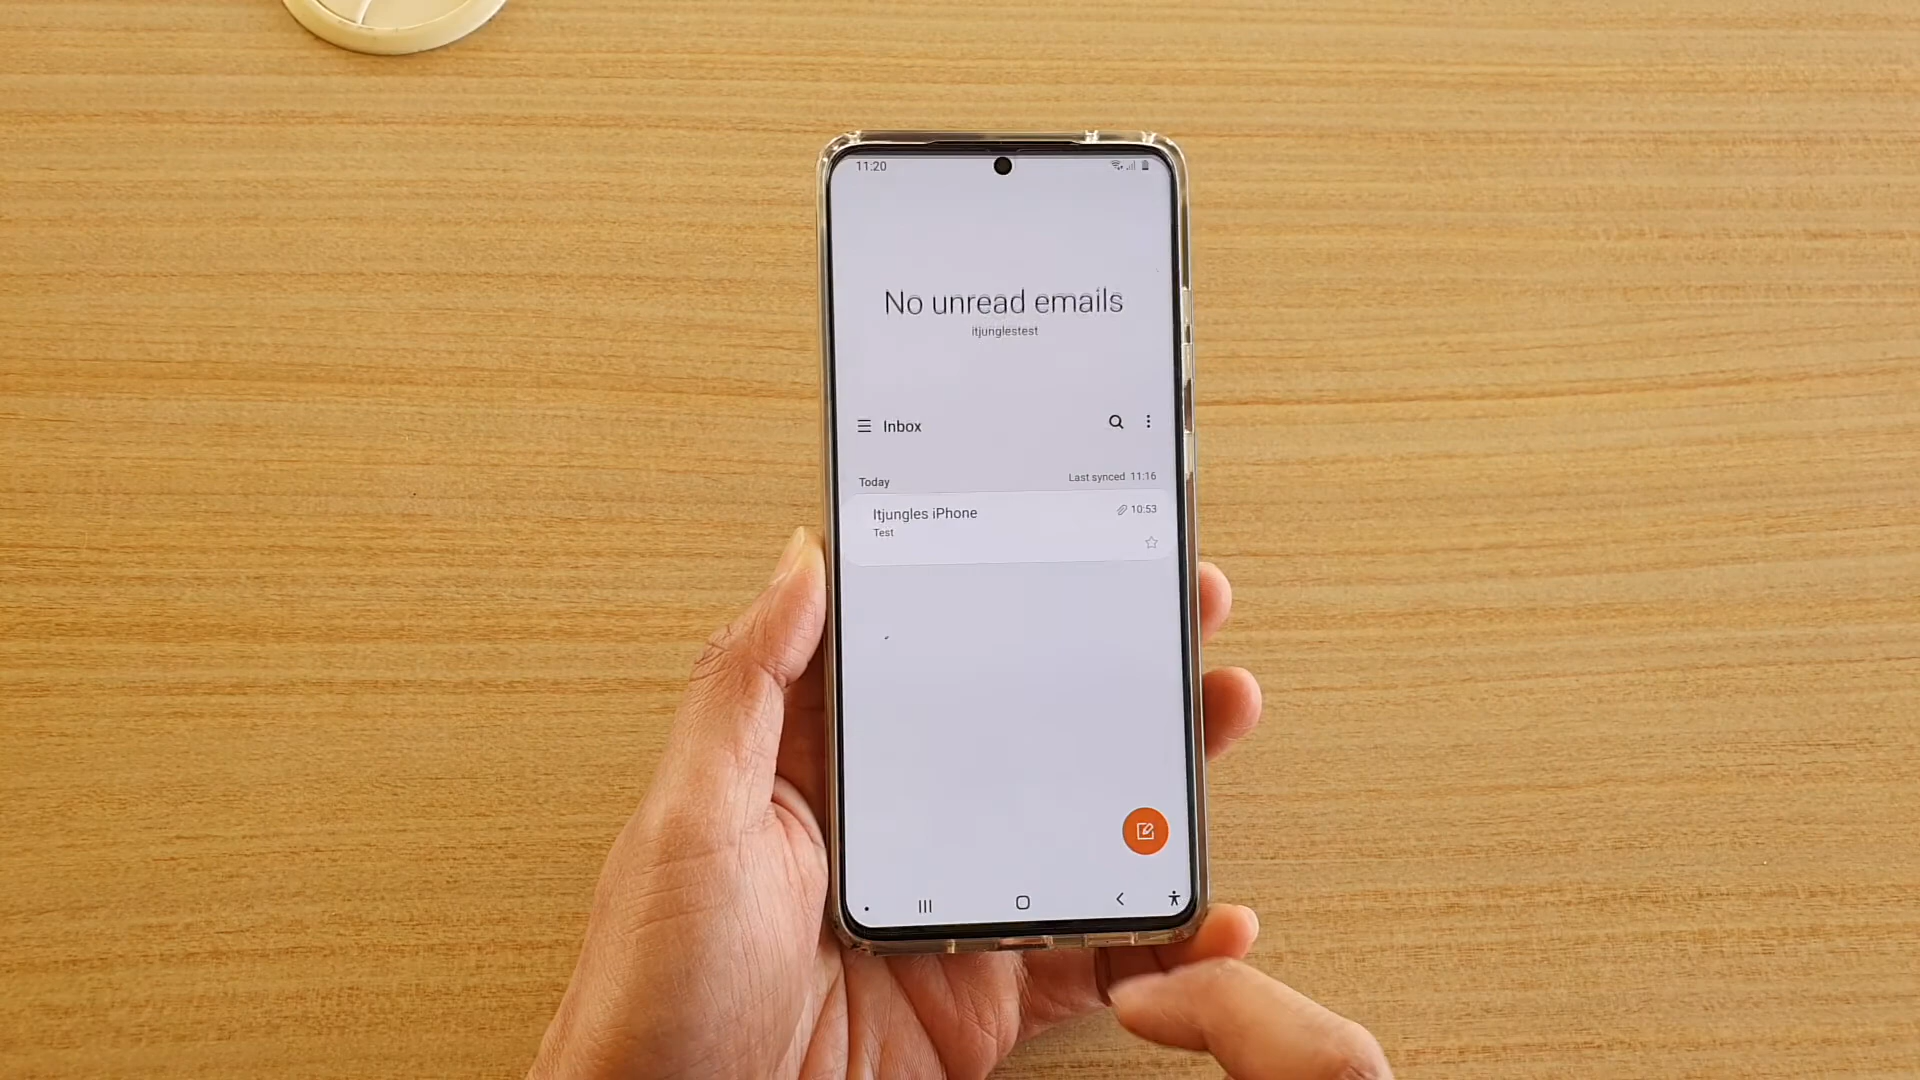 11:20
No unread emails
itjunglestest
Inbox
Today
Last synced 11:16
Itjungles iPhone
10:53
Test